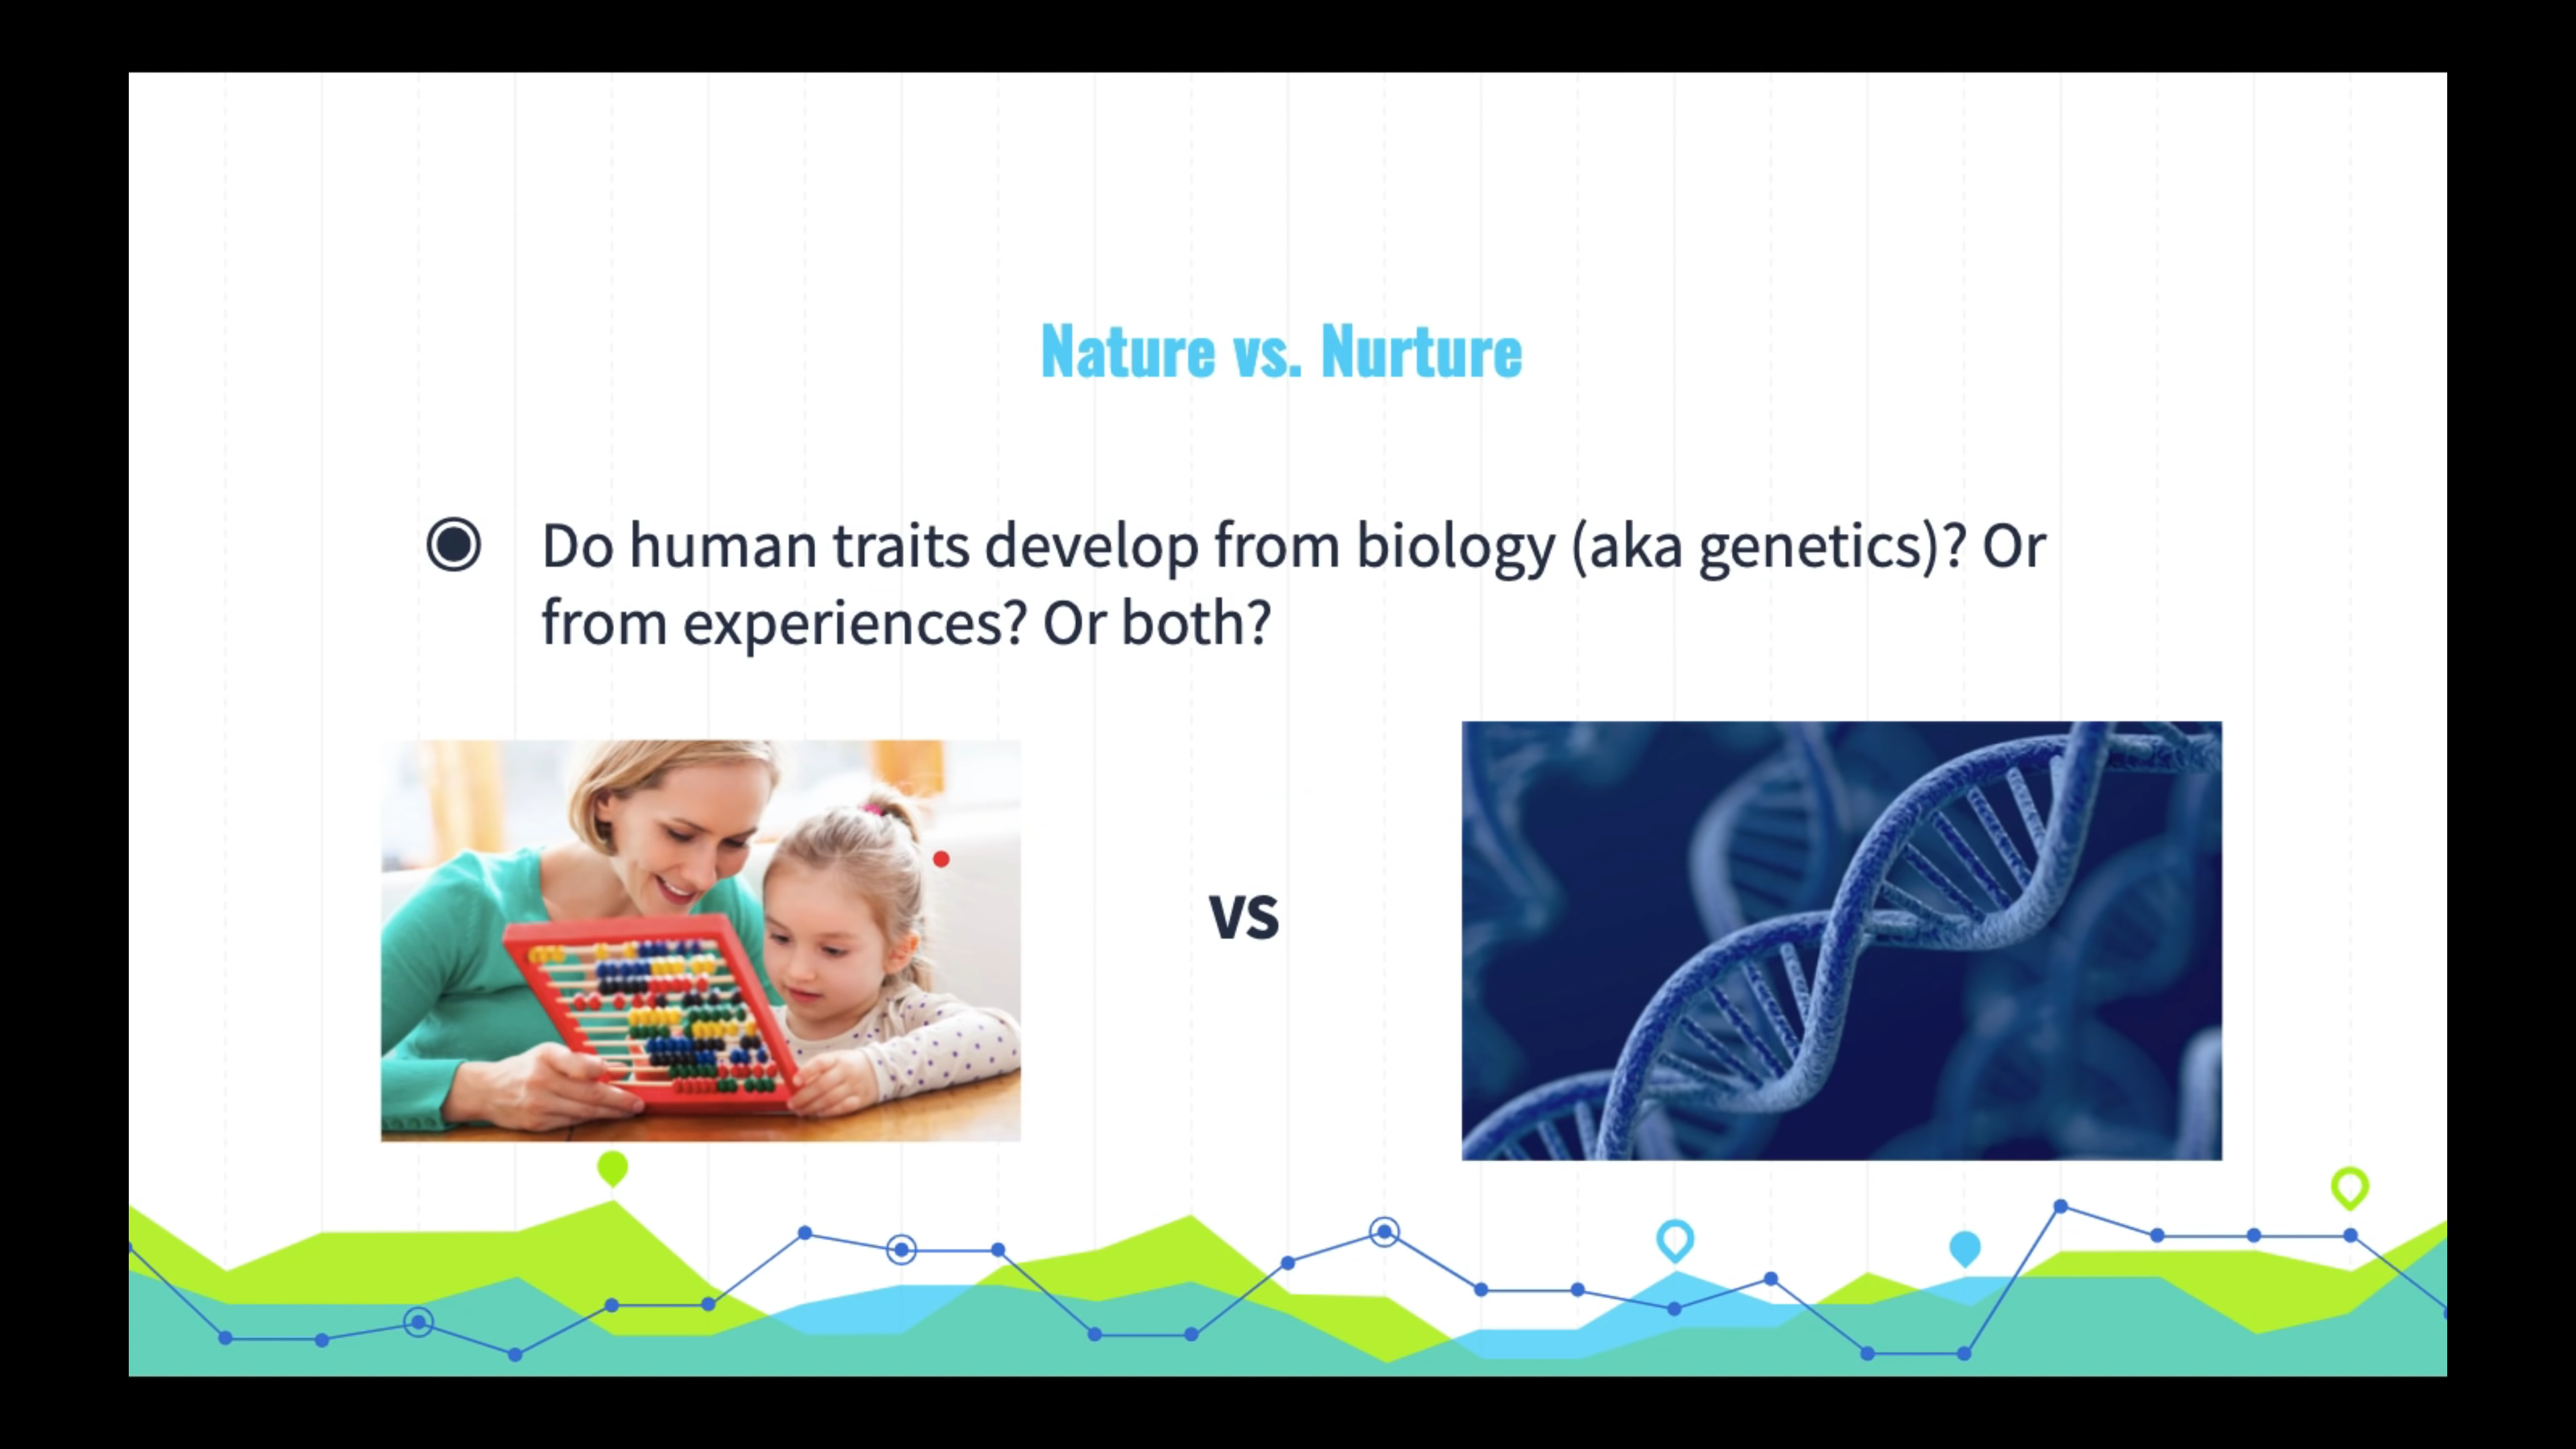 Nature vs. Nurture
Do human traits develop from biology (aka genetics)? Or
from experiences? Or both?
vs